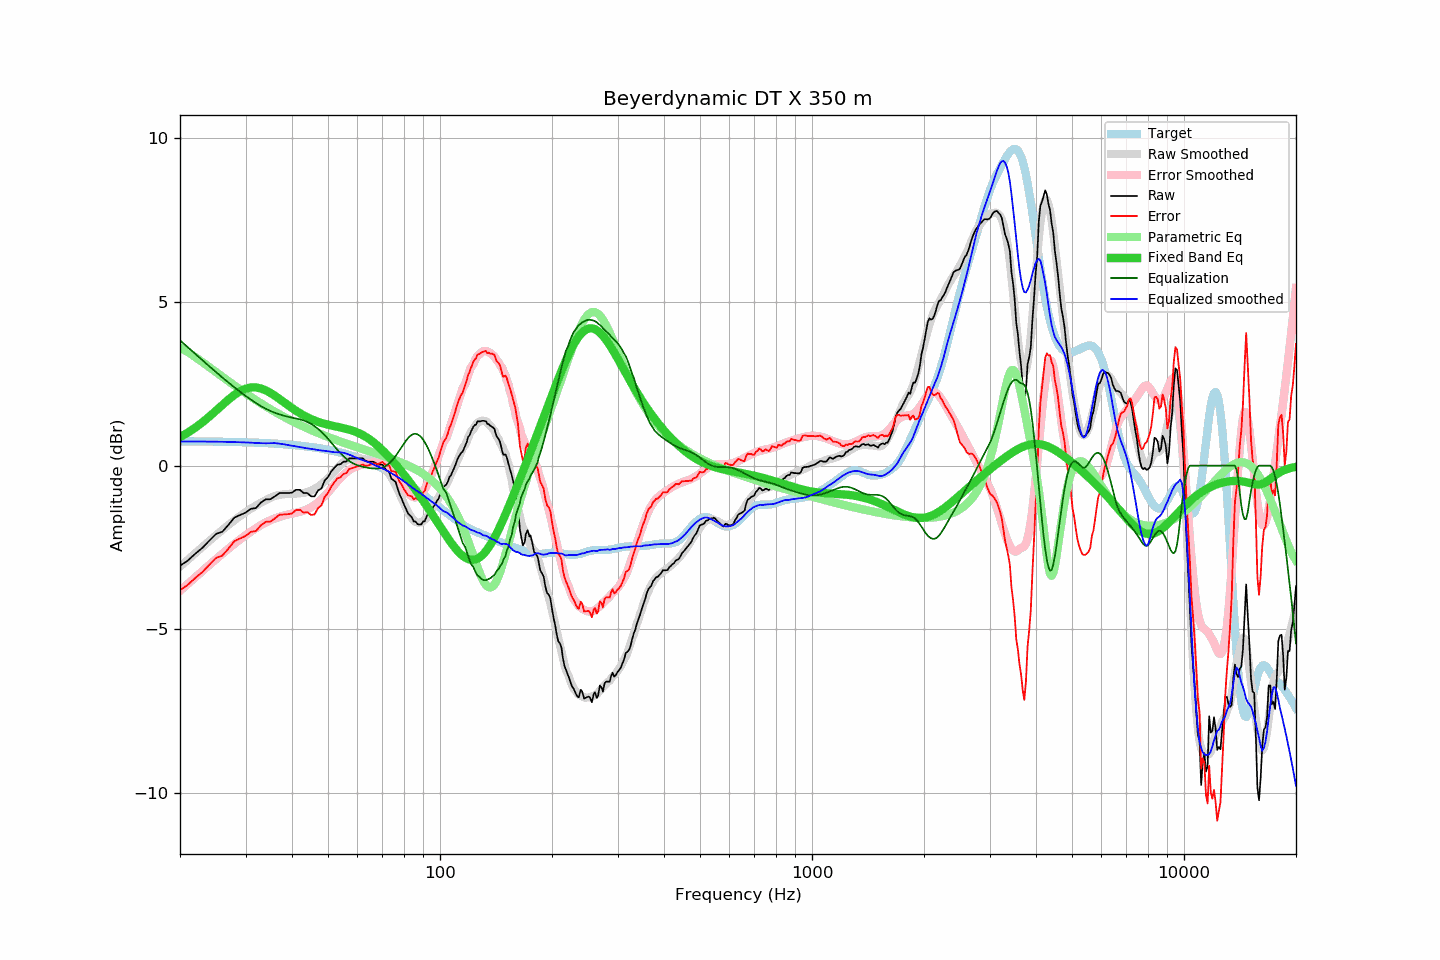 Beyerdynamic DT X 350 m
Target
Raw Smoothed
Error Smoothed
Raw
Error
Parametric Eq
Fixed Band Eq
Equalization
Equalized smoothed
10
5
0
−5
−10
Amplitude (dBr)
100
1000
10000
Frequency (Hz)